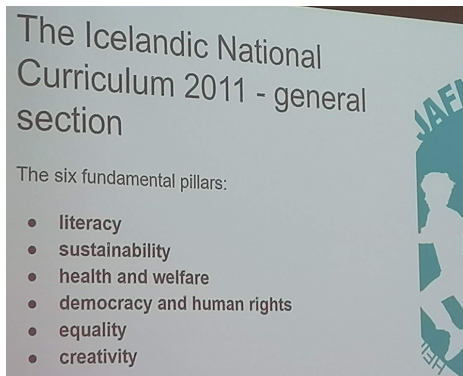 The Icelandic National
Curriculum 2011 - general
section
The six fundamental pillars:
● literacy
● sustainability
● health and welfare
● democracy and human rights
● equality
● creativity
JAFN